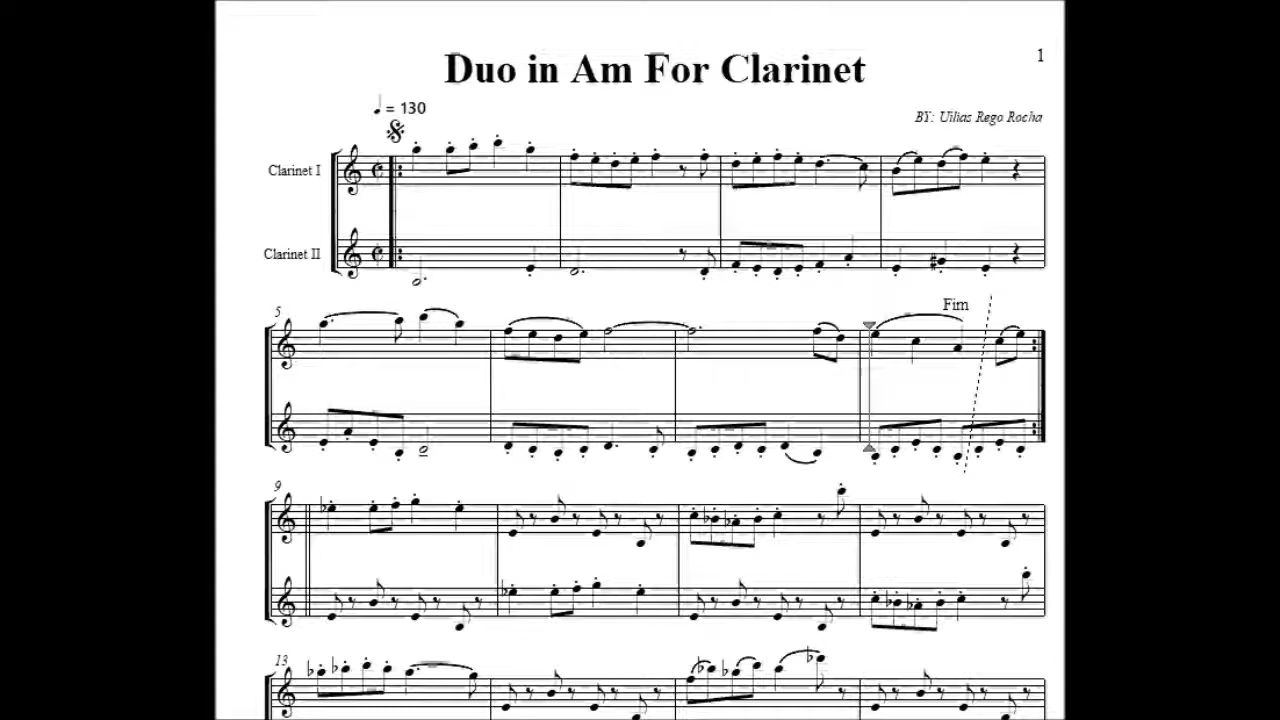 1
Duo in Am For Clarinet
= 130
BY: Uilias Rego Rocha
Clarinet I
Clarinet II
5
Fim
9
13